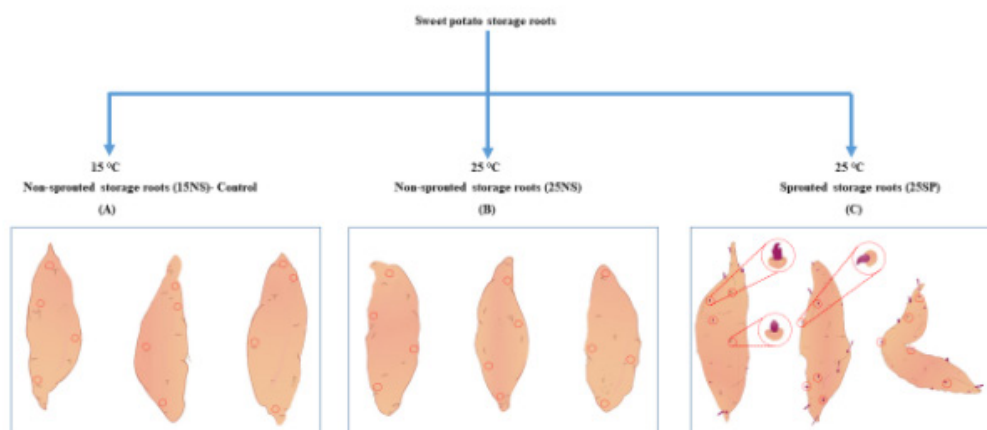 Sweet potato storage roots
15 °C
Non-sprouted storage roots (15NS)- Control
(A)
25 °C
Non-sprouted storage roots (25NS)
(B)
25 °C
Sprouted storage roots (25SP)
(C)